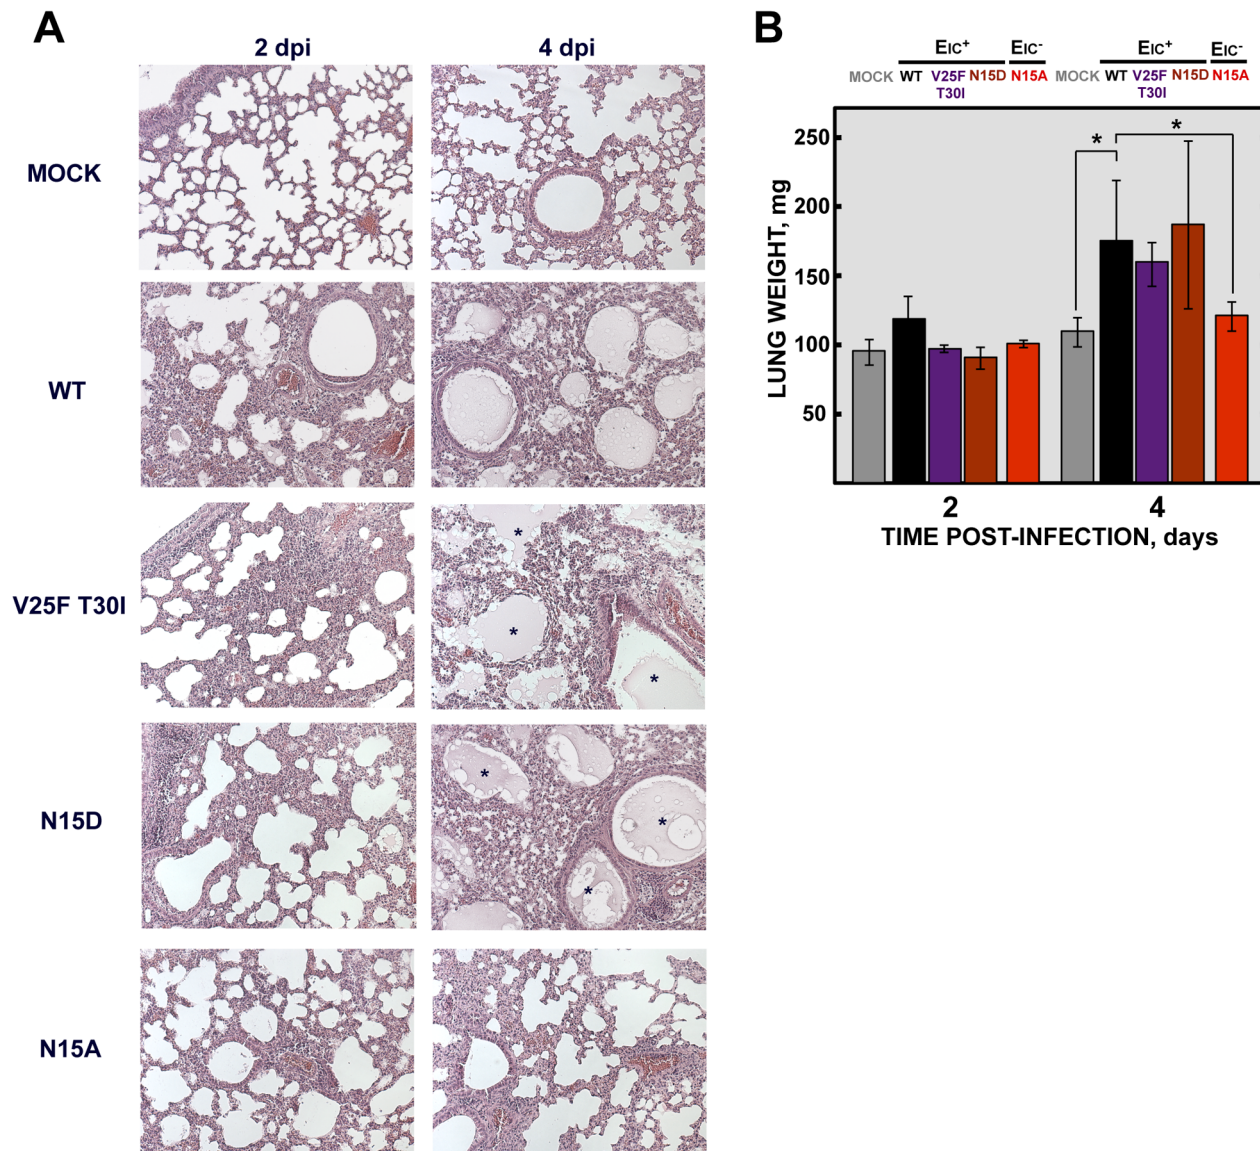 A
2 dpi
4 dpi
MOCK
WT
V25F T30I
*
*
*
N15D
*
*
*
N15A
B
EIC+
EIC-
EIC+
EIC-
MOCK WT V25F N15D N15A MOCK WT V25F N15D N15A
T30I
T30I
*
*
250
200
150
100
50
LUNG WEIGHT, mg
2
4
TIME POST-INFECTION, days